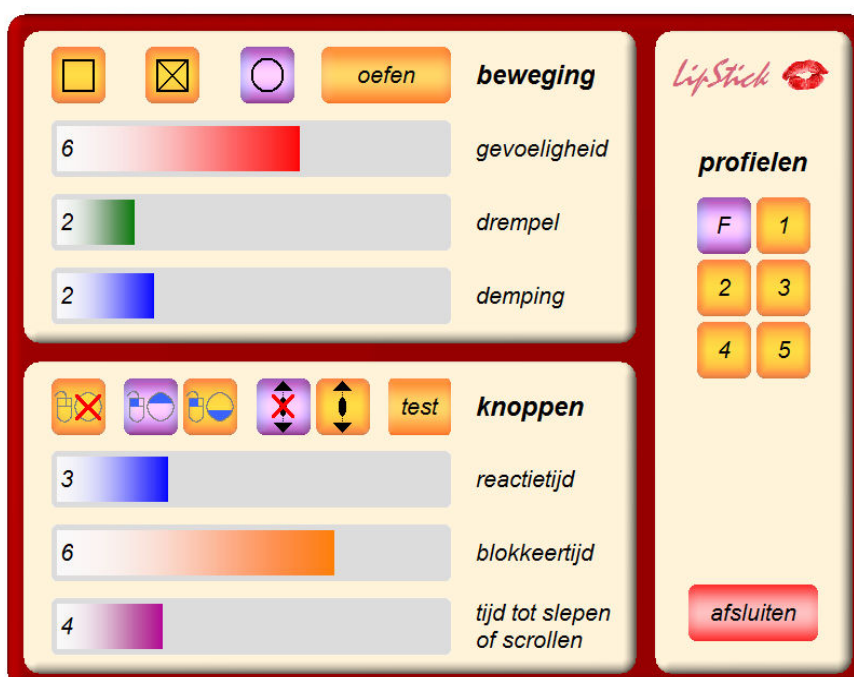 oefen beweging
6 gevoeligheid
2 drempel
2 demping
test knoppen
3 reactietijd
6 blokkeertijd
4 tijd tot slepen
of scrollen
LipStick
profielen
F 1
2 3
4 5
afsluiten